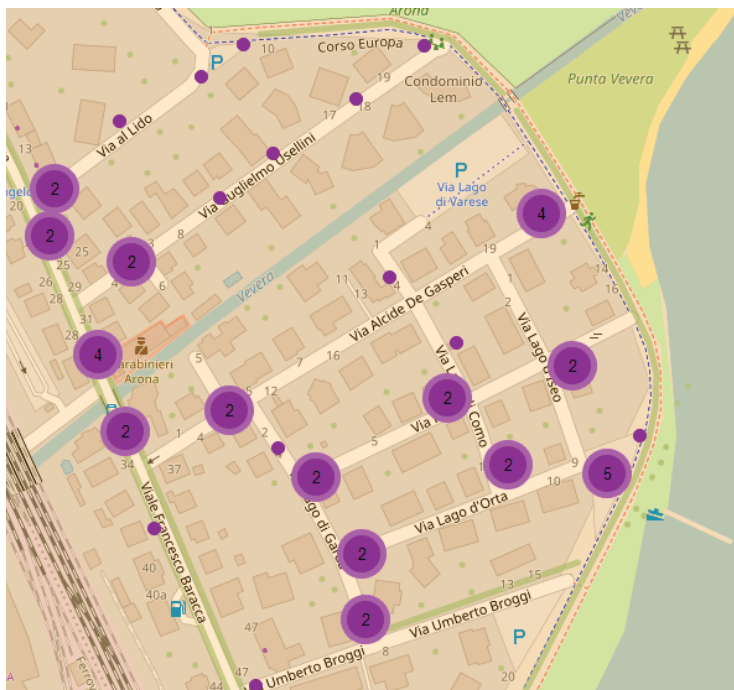 Arona
1
10
Corso Europa
P
19
Punta Vevera
Condominio
Lem
18
17
13
Via al Lido
P
Via Guglielmo Usellini
2
Via Lago
di Varese
20
4
4
2
8
25
25
2
1
19
26
4
6
Vevera
11
4
14
28
29
13
1
16
31
2
28
Via Alcide De Gasperi
4
16
7
5
Carabinieri
Arona
Via Lago d'Iseo
2
5
12
2
2
1
4
2
5
2
34
37
9
2
2
5
2
10
Viale Francesco Baracca
Via Lago d'Orta
2
40
15
13
40a
2
Via Umberto Broggi
47
P
8
Umberto Broggi
47
20
44
A